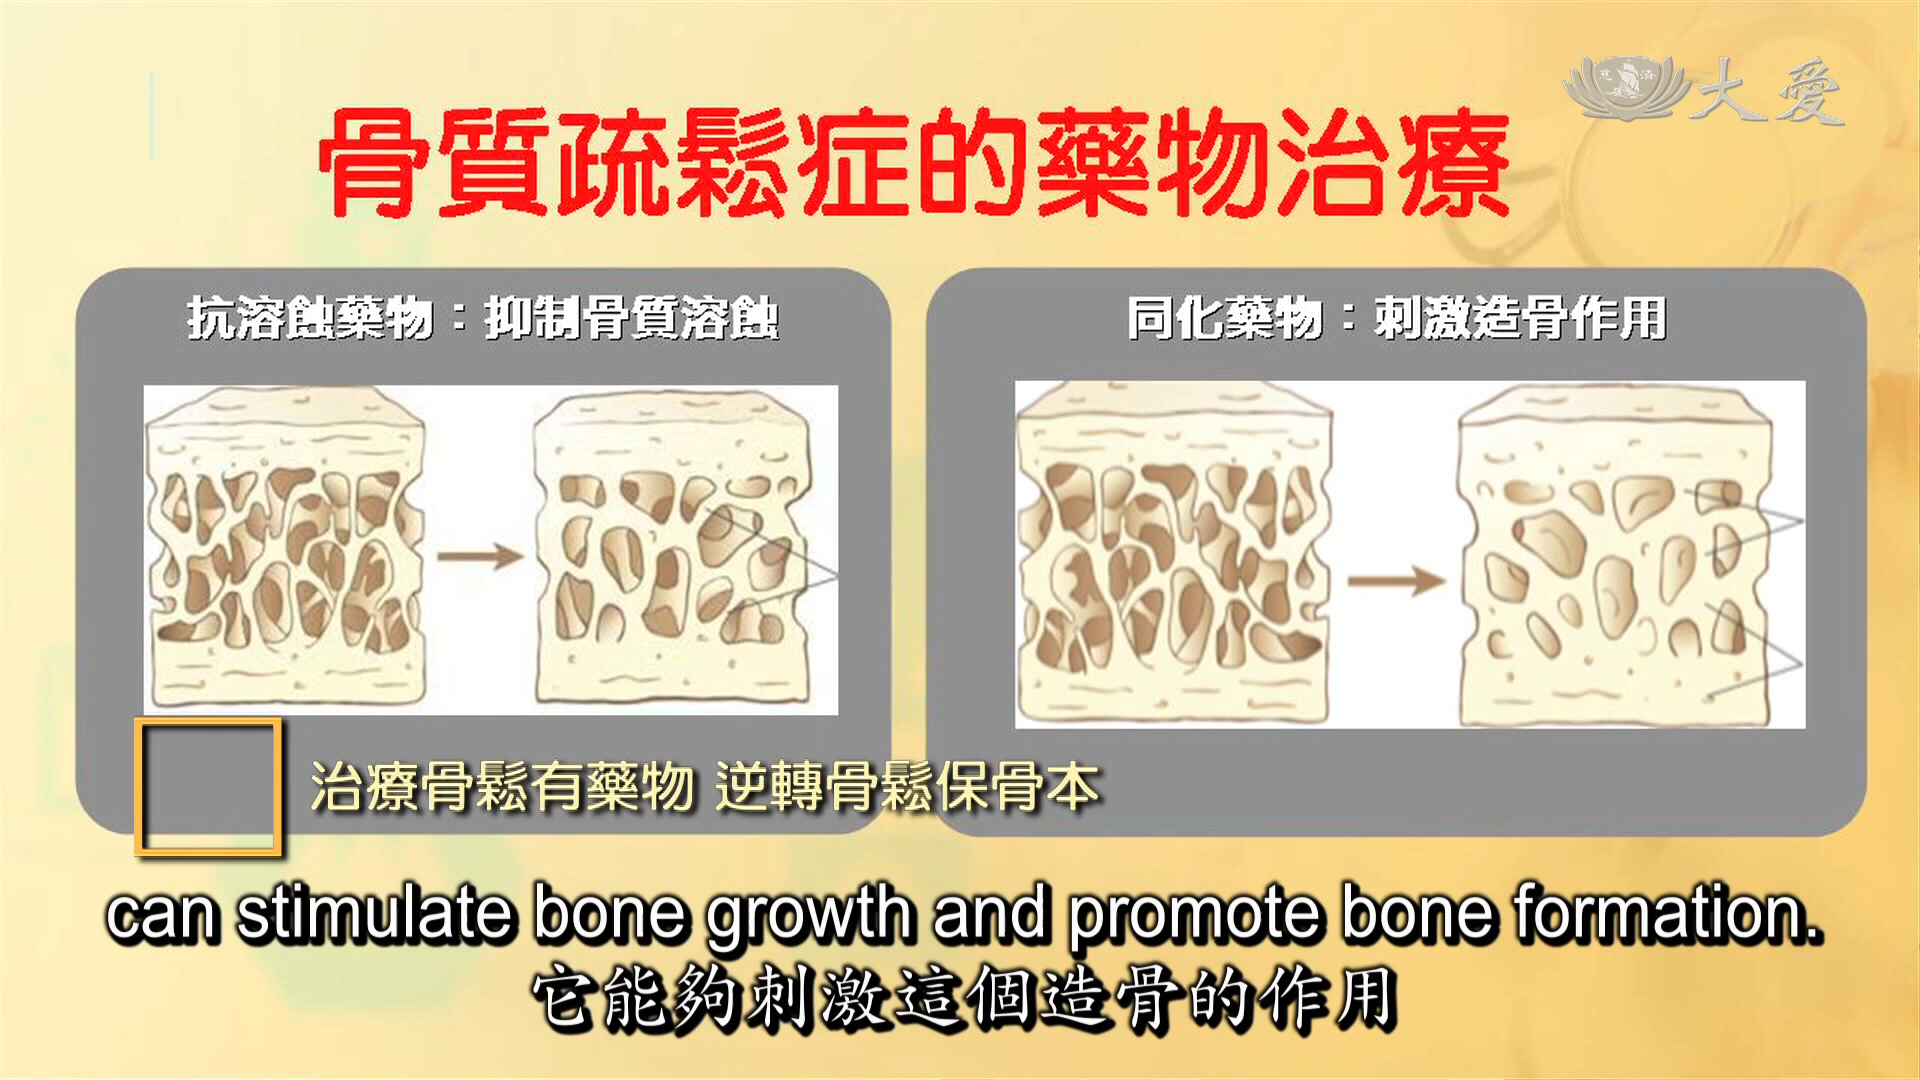 大愛
骨質疏鬆症的藥物治療
抗溶蝕藥物：抑制骨質溶蝕
同化藥物：刺激造骨作用
治療骨鬆有藥物 逆轉骨鬆保骨本
can stimulate bone growth and promote bone formation.
它能夠刺激這個造骨的作用